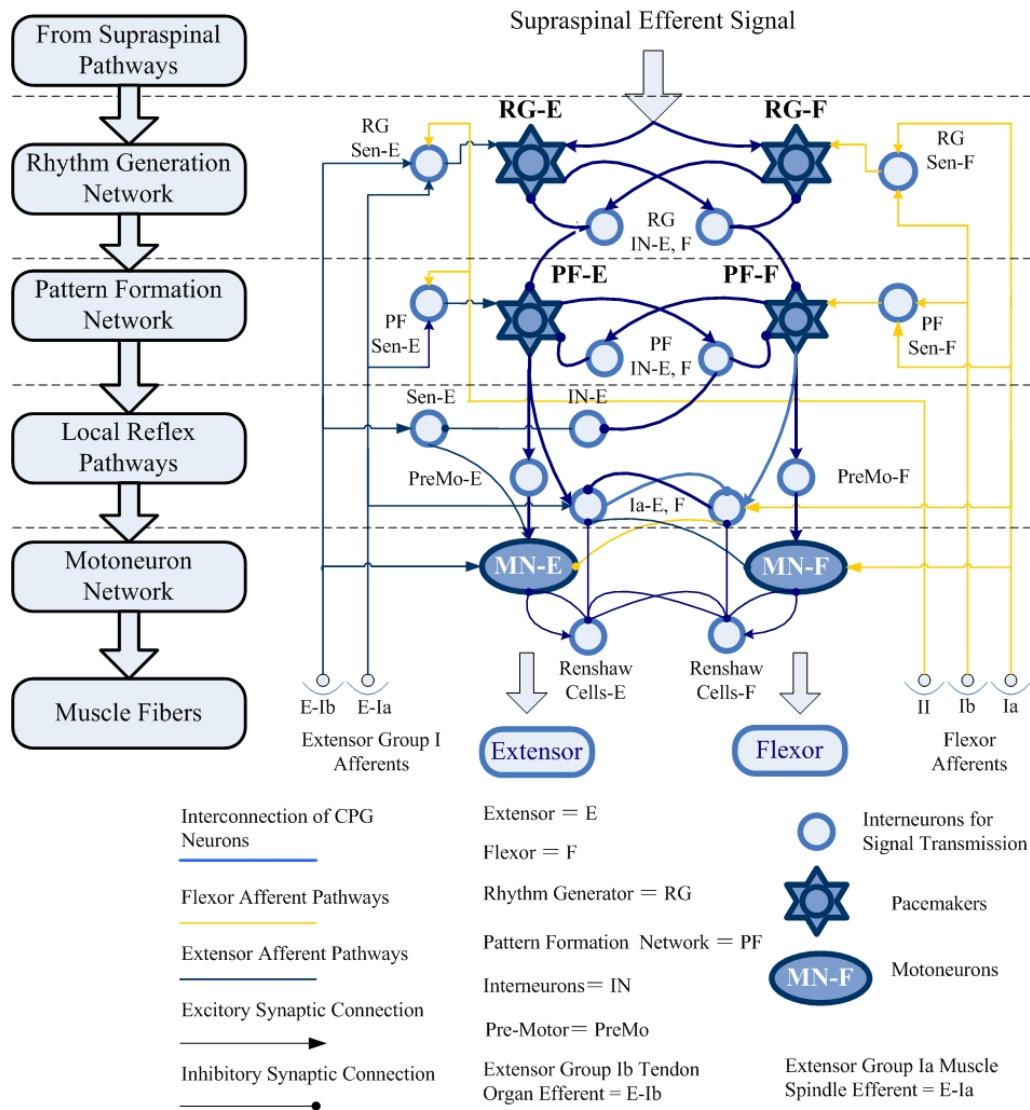 From Supraspinal
Pathways
Rhythm Generation
Network
Pattern Formation
Network
Local Reflex
Pathways
Motoneuron
Network
Muscle Fibers
Supraspinal Efferent Signal
RG-E
RG-F
RG
Sen-E
RG
Sen-F
RG
IN-E, F
PF-E
PF-F
PF
Sen-E
PF
IN-E, F
PF
Sen-F
Sen-E
IN-E
PreMo-E
Ia-E, F
PreMo-F
MN-E
MN-F
Renshaw
Cells-E
Renshaw
Cells-F
E-Ib
E-Ia
II
Ib
Ia
Extensor Group I
Afferents
Extensor
Flexor
Flexor
Afferents
Interconnection of CPG
Neurons
Flexor Afferent Pathways
Extensor Afferent Pathways
Excitory Synaptic Connection
Inhibitory Synaptic Connection
Extensor = E
Flexor = F
Rhythm Generator = RG
Pattern Formation Network = PF
Interneurons = IN
Pre-Motor = PreMo
Extensor Group Ib Tendon
Organ Efferent = E-Ib
Interneurons for
Signal Transmission
Pacemakers
MN-F
Motoneurons
Extensor Group Ia Muscle
Spindle Efferent = E-Ia